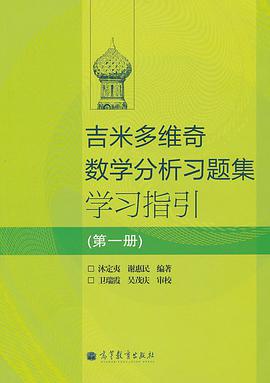 吉米多维奇
数学分析习题集
学习指引
(第一册)
□ 沐定夷 谢惠民 编著
□ 卫瑞霞 吴茂庆 审校
高等教育出版社